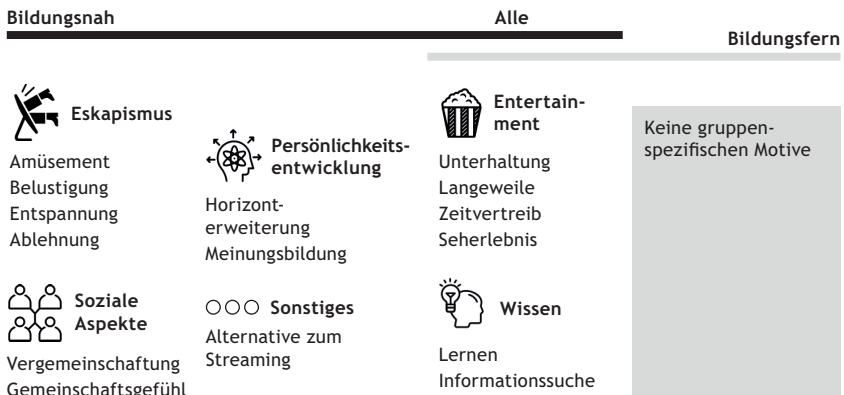 Bildungsnah
Alle
Bildungsfern
Eskapismus
Amüsement
Belustigung
Entspannung
Ablehnung
Persönlichkeits-
entwicklung
Horizont-
erweiterung
Meinungsbildung
Entertain-
ment
Unterhaltung
Langeweile
Zeitvertreib
Seherlebnis
Keine gruppen-
spezifischen Motive
Soziale
Aspekte
Vergemeinschaftung
Gemeinschaftsgefühl
Sonstiges
Alternative zum
Streaming
Wissen
Lernen
Informationssuche